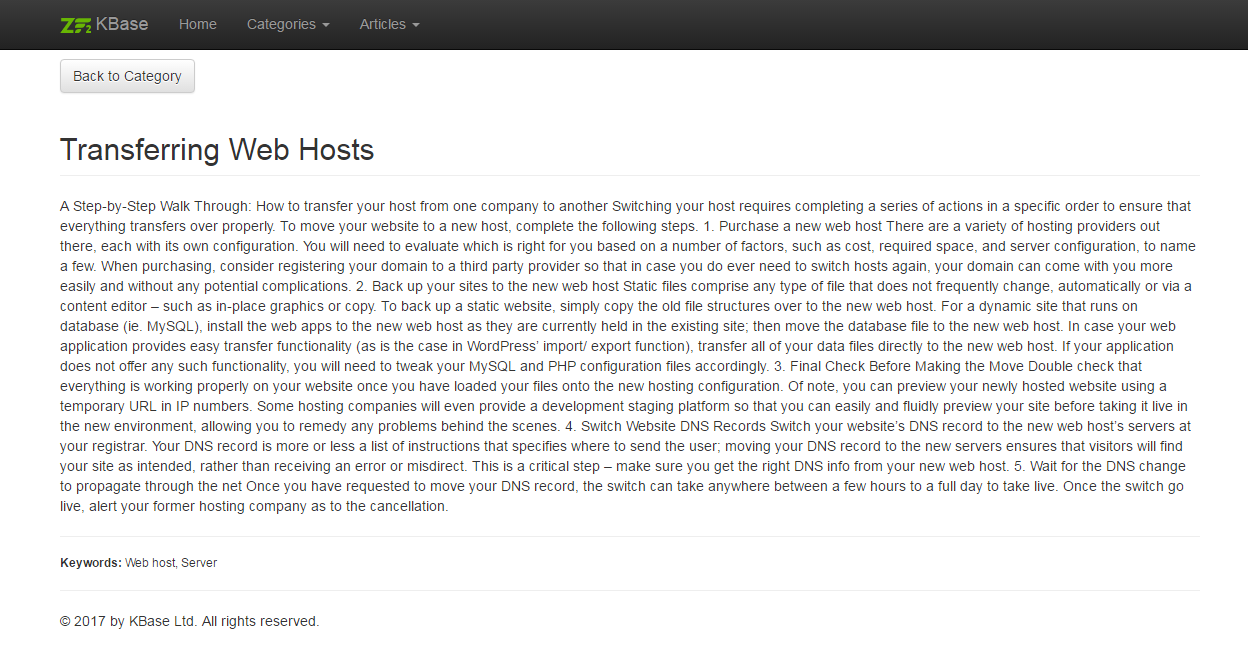 ZF2 KBase Home Categories Articles
Back to Category
Transferring Web Hosts
A Step-by-Step Walk Through: How to transfer your host from one company to another Switching your host requires completing a series of actions in a specific order to ensure that
everything transfers over properly. To move your website to a new host, complete the following steps. 1. Purchase a new web host There are a variety of hosting providers out
there, each with its own configuration. You will need to evaluate which is right for you based on a number of factors, such as cost, required space, and server configuration, to name
a few. When purchasing, consider registering your domain to a third party provider so that in case you do ever need to switch hosts again, your domain can come with you more
easily and without any potential complications. 2. Back up your sites to the new web host Static files comprise any type of file that does not frequently change, automatically or via a
content editor – such as in-place graphics or copy. To back up a static website, simply copy the old file structures over to the new web host. For a dynamic site that runs on
database (ie. MySQL), install the web apps to the new web host as they are currently held in the existing site; then move the database file to the new web host. In case your web
application provides easy transfer functionality (as is the case in WordPress’ import/ export function), transfer all of your data files directly to the new web host. If your application
does not offer any such functionality, you will need to tweak your MySQL and PHP configuration files accordingly. 3. Final Check Before Making the Move Double check that
everything is working properly on your website once you have loaded your files onto the new hosting configuration. Of note, you can preview your newly hosted website using a
temporary URL in IP numbers. Some hosting companies will even provide a development staging platform so that you can easily and fluidly preview your site before taking it live in
the new environment, allowing you to remedy any problems behind the scenes. 4. Switch Website DNS Records Switch your website’s DNS record to the new web host’s servers at
your registrar. Your DNS record is more or less a list of instructions that specifies where to send the user; moving your DNS record to the new servers ensures that visitors will find
your site as intended, rather than receiving an error or misdirect. This is a critical step – make sure you get the right DNS info from your new web host. 5. Wait for the DNS change
to propagate through the net Once you have requested to move your DNS record, the switch can take anywhere between a few hours to a full day to take live. Once the switch go
live, alert your former hosting company as to the cancellation.
Keywords: Web host, Server
© 2017 by KBase Ltd. All rights reserved.